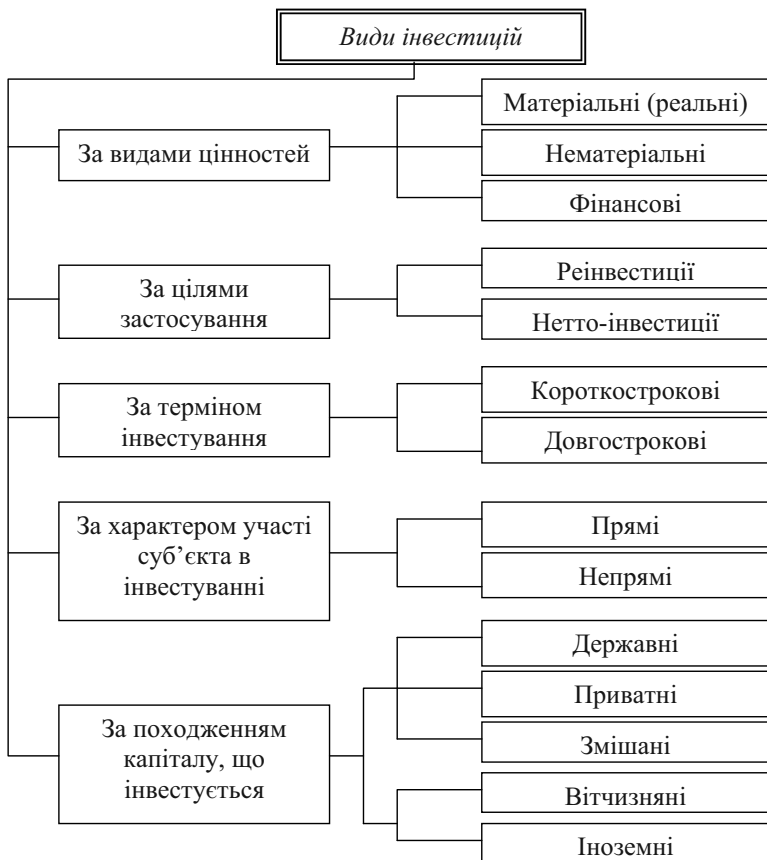 Види інвестицій
За видами цінностей
Матеріальні (реальні)
Нематеріальні
Фінансові
За цілями
застосування
Реінвестиції
Нетто-інвестиції
За терміном
інвестування
Короткострокові
Довгострокові
За характером участі
суб’єкта в
інвестуванні
Прямі
Непрямі
За походженням
капіталу, що
інвестується
Державні
Приватні
Змішані
Вітчизняні
Іноземні